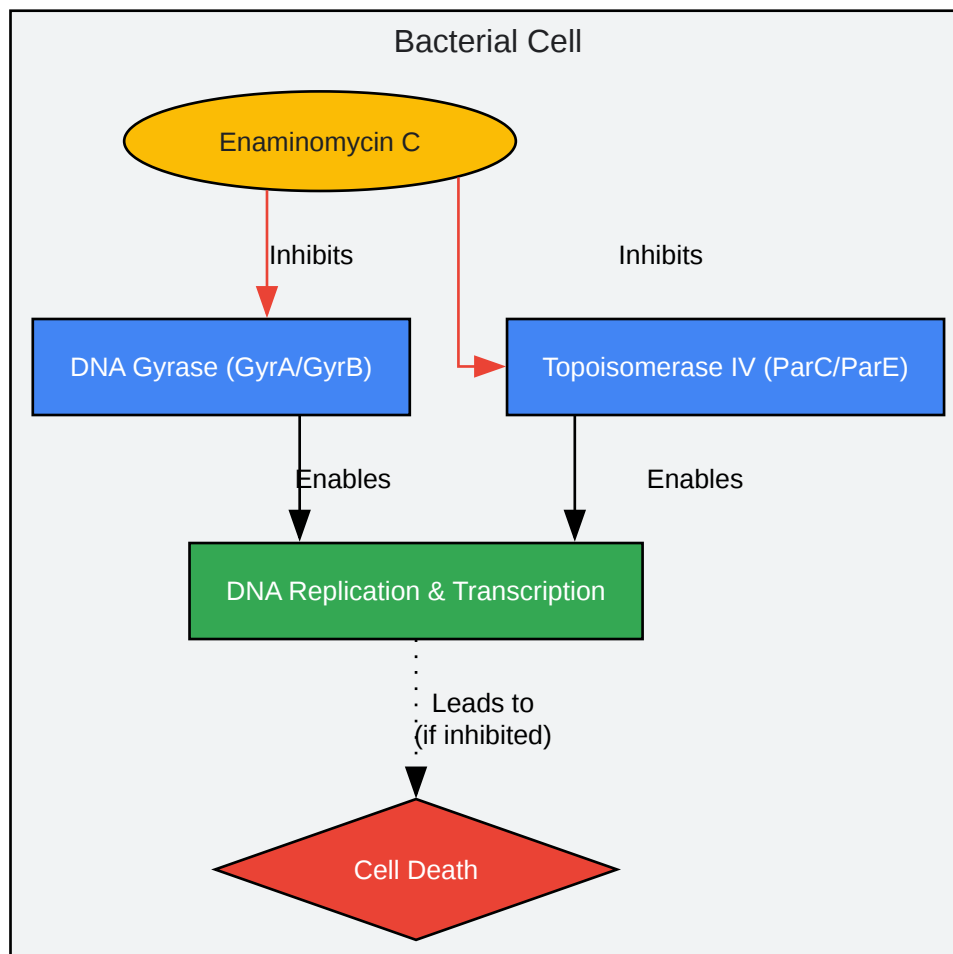 Bacterial Cell
Enaminomycin C
Inhibits
Inhibits
DNA Gyrase (GyrA/GyrB)
Topoisomerase IV (ParC/ParE)
Enables
Enables
DNA Replication & Transcription
Leads to
(if inhibited)
Cell Death